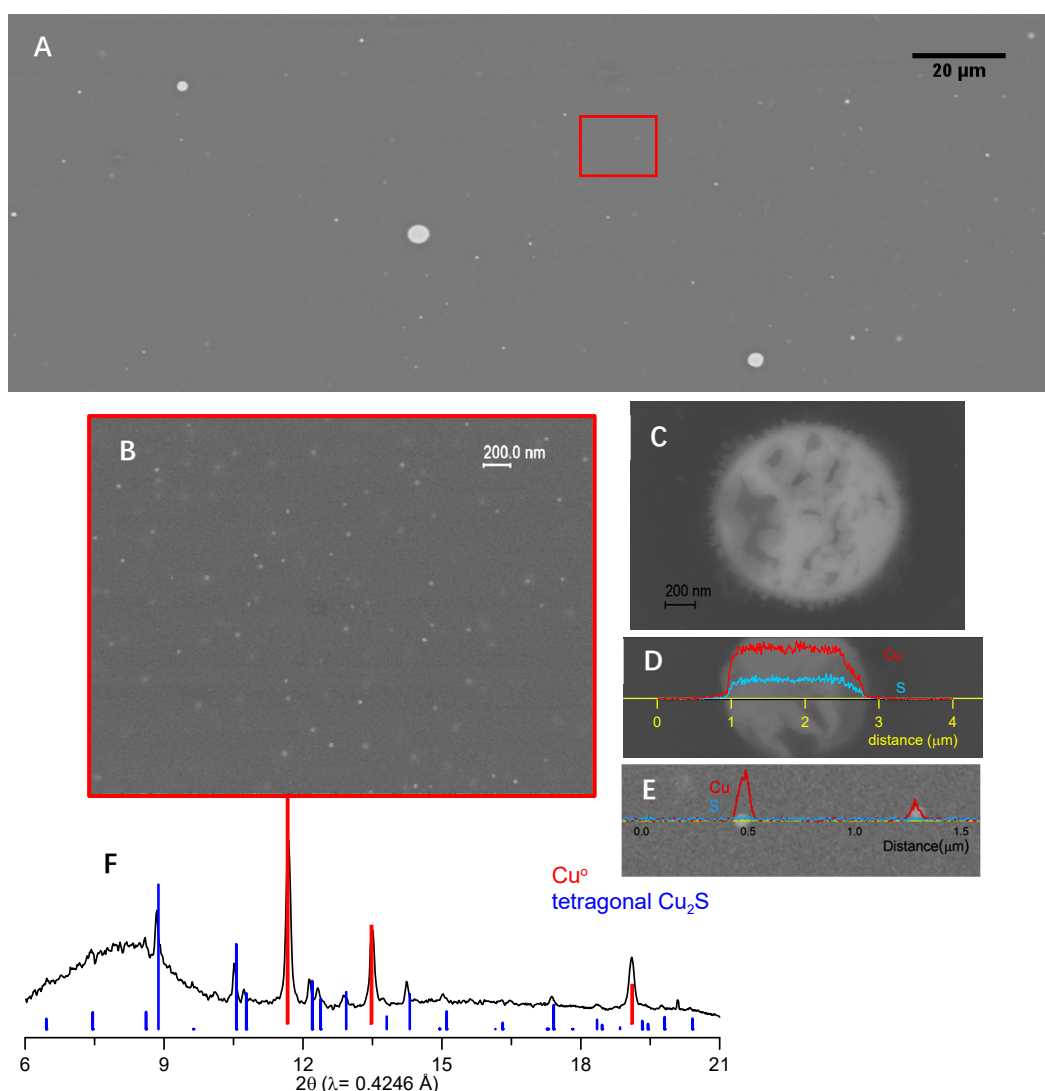 A
20 µm
B
200.0 nm
C
200 nm
D
Cu
S
0 1 2 3 4
distance (µm)
E
Cu
S
0.0 0.5 1.0 1.5
Distance(µm)
F
Cuᵒ
tetragonal Cu₂S
6 9 12 15 18 21
2θ (λ= 0.4246 Å)